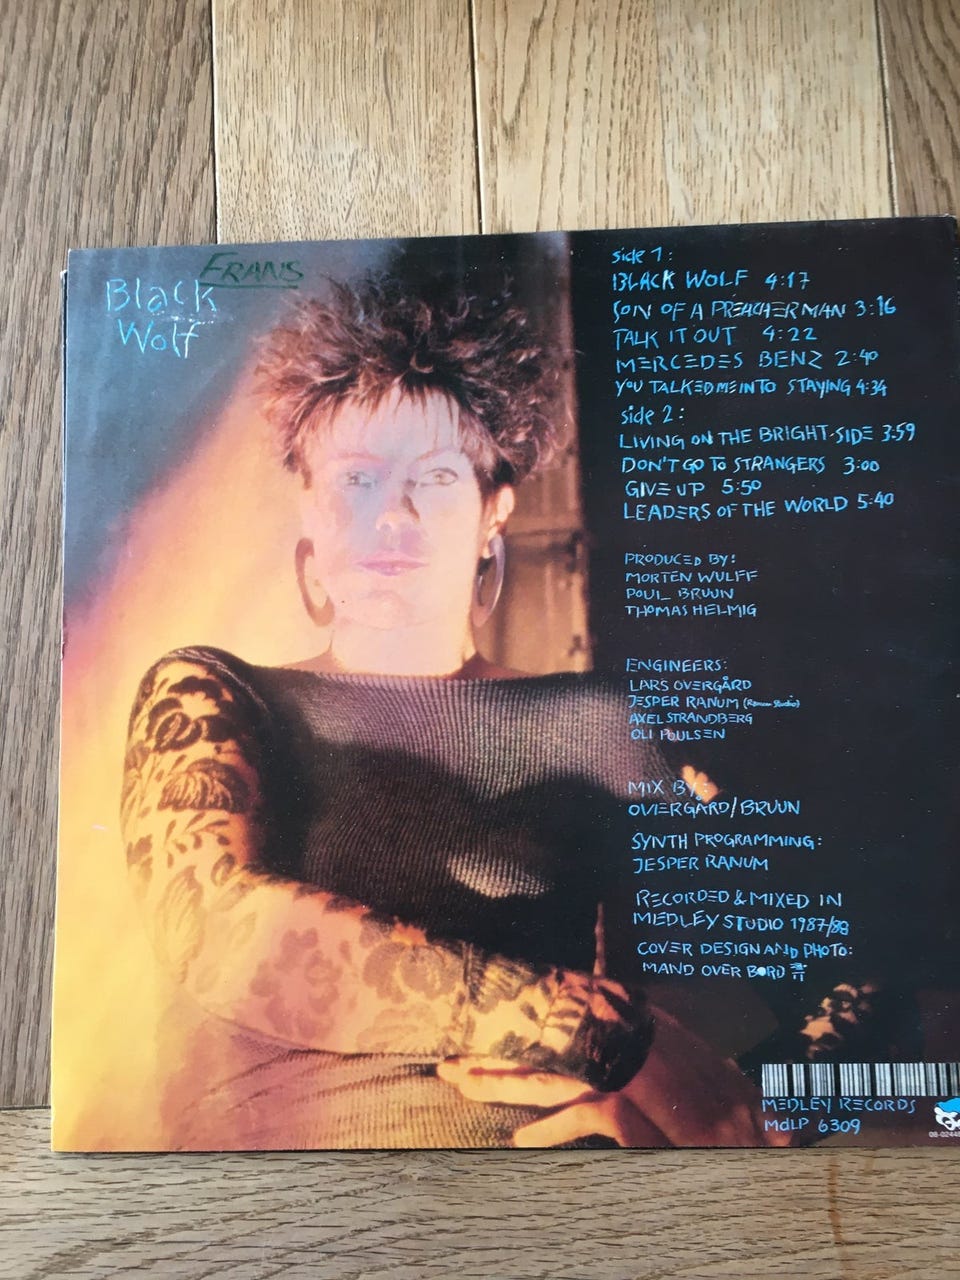 FRANS
Black
Wolf
side 1:
BLACK WOLF 4:17
SON OF A PREACHER MAN 3:16
TALK IT OUT 4:22
MERCEDES BENZ 2:40
YOU TALKED ME INTO STAYING 4:34
side 2:
LIVING ON THE BRIGHT-SIDE 3:59
DON'T GO TO STRANGERS 3:00
GIVE UP 5:50
LEADERS OF THE WORLD 5:40
PRODUCED BY:
MORTEN WULFF
POUL BRUUN
THOMAS HELMIG
ENGINEERS:
LARS OVERGÅRD
JESPER RANUM
AXEL STRANDBERG
OLI POULSEN
MIX BY:
OVERGÅRD/BRUUN
SYNTH PROGRAMMING:
JESPER RANUM
RECORDED & MIXED IN
MEDLEY STUDIO 1987/88
COVER DESIGN AND PHOTO:
MAND OVER BORD
MEDLEY RECORDS
MdLP 6309